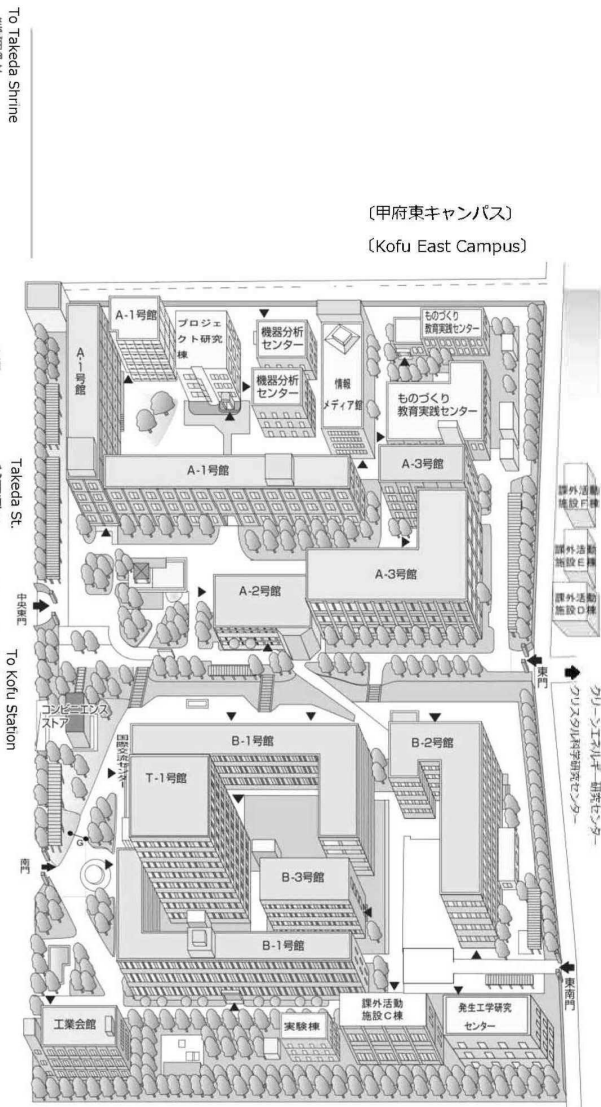 To Takeda Shrine
〔甲府東キャンパス〕
〔Kofu East Campus〕
A-1号館
A-1号館
プロジェ
クト研究
棟
機器分析
センター
機器分析
センター
情報
メディア館
ものづくり
教育実践センター
ものづくり
教育実践センター
A-1号館
A-3号館
A-3号館
A-2号館
課外活動
施設F棟
課外活動
施設E棟
課外活動
施設D棟
Takeda St.
中央東門
東門
クリーンエネルギー研究センター
クリスタル科学研究センター
To Kofu Station
コンビニエンス
ストア
国際交流センター
B-1号館
T-1号館
B-2号館
B-3号館
B-1号館
G
南門
東南門
工業会館
実験棟
課外活動
施設C棟
発生工学研究
センター